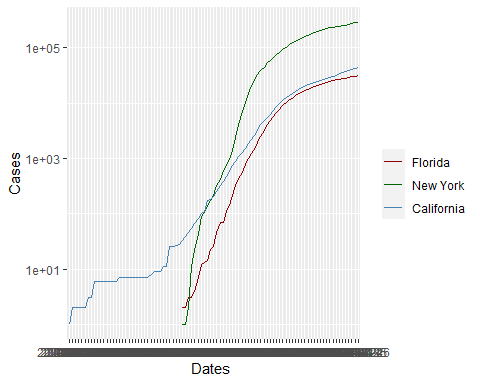 1e+05
1e+03
1e+01
Cases
Dates
Florida
New York
California